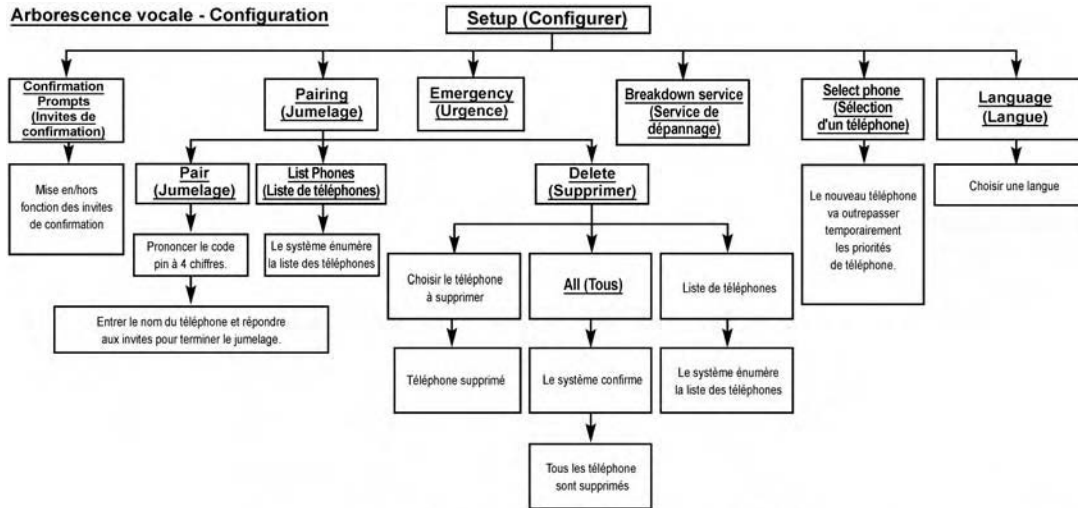 Arborescence vocale - Configuration
Setup (Configurer)
Confirmation
Prompts
(Invites de
confirmation)
Pairing
(Jumelage)
Emergency
(Urgence)
Breakdown service
(Service de
dépannage)
Select phone
(Sélection
d'un téléphone)
Language
(Langue)
Mise en/hors
fonction des invites
de confirmation
Pair
(Jumelage)
List Phones
(Liste de téléphones)
Delete
(Supprimer)
Le nouveau téléphone
va outrepasser
temporairement
les priorités
de téléphone.
Choisir une langue
Prononcer le code
pin à 4 chiffres.
Le système énumère
la liste des téléphones
Choisir le téléphone
à supprimer
All (Tous)
Liste de téléphones
Entrer le nom du téléphone et répondre
aux invites pour terminer le jumelage.
Téléphone supprimé
Le système confirme
Le système énumère
la liste des téléphones
Tous les téléphone
sont supprimés